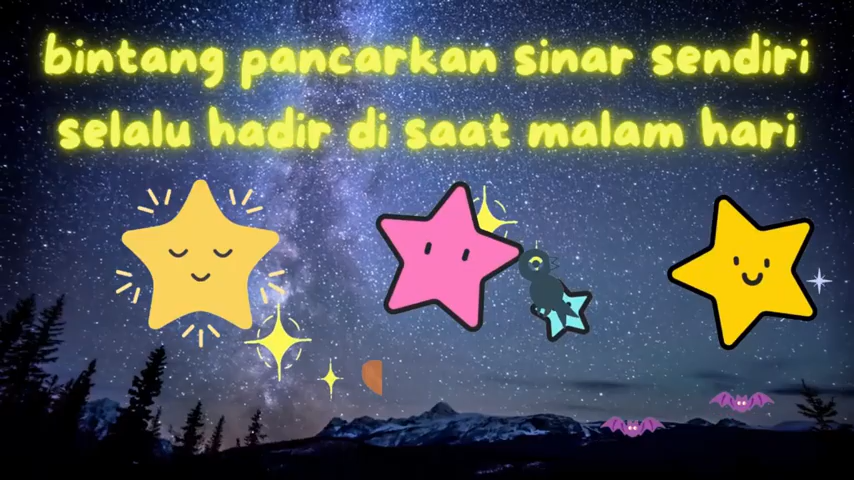 bintang pancarkan sinar sendiri
selalu hadir di saat malam hari